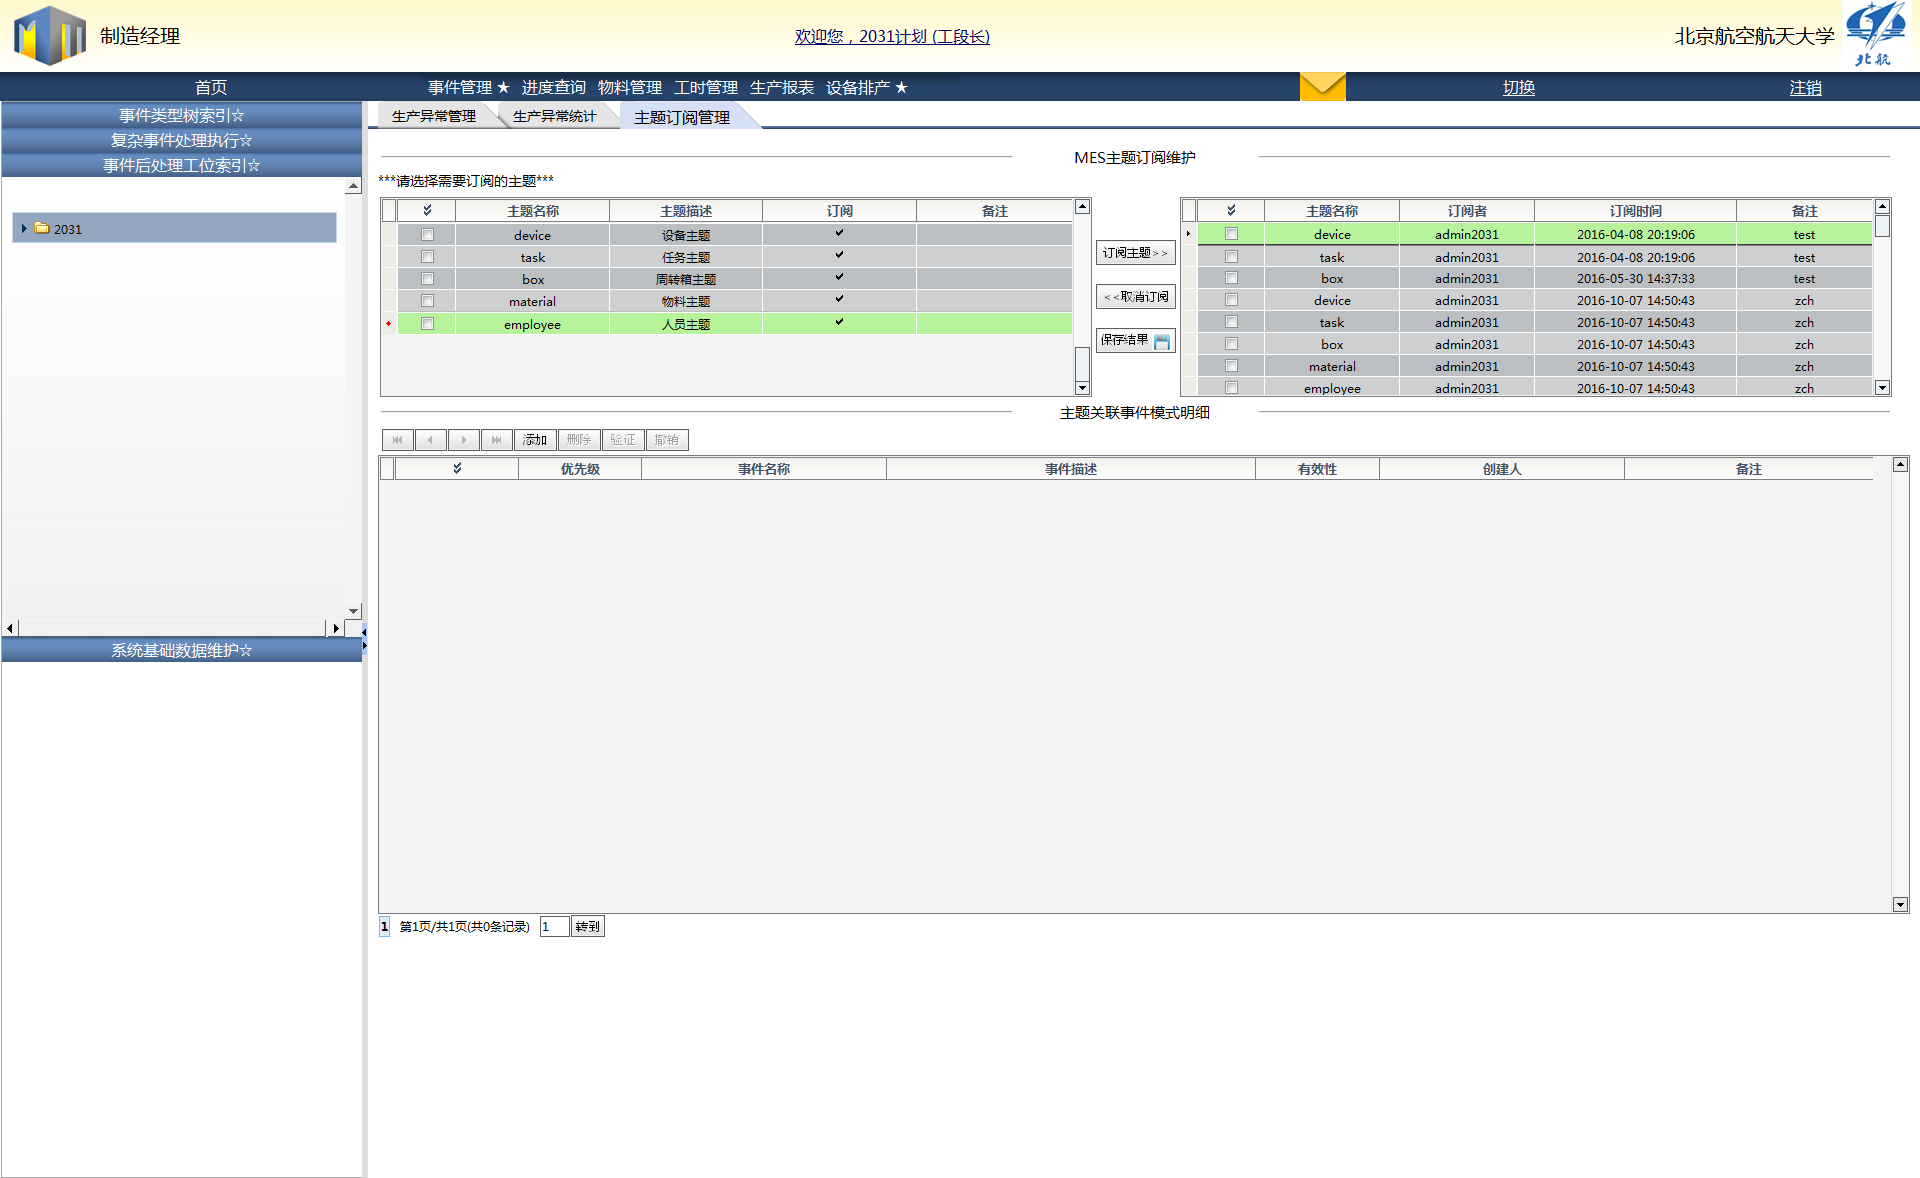 制造经理
欢迎您，2031计划 (工段长)
北京航空航天大学
北航
首页 事件管理 ★ 进度查询 物料管理 工时管理 生产报表 设备排产 ★ 切换 注销
事件类型树索引☆
复杂事件处理执行☆
事件后处理工位索引☆
2031
系统基础数据维护☆
生产异常管理 生产异常统计 主题订阅管理
MES主题订阅维护
***请选择需要订阅的主题***
主题名称 主题描述 订阅 备注
device 设备主题 ✔
task 任务主题 ✔
box 周转箱主题 ✔
material 物料主题 ✔
employee 人员主题 ✔
订阅主题>>
<<取消订阅
保存结果
主题名称 订阅者 订阅时间 备注
device admin2031 2016-04-08 20:19:06 test
task admin2031 2016-04-08 20:19:06 test
box admin2031 2016-05-30 14:37:33 test
device admin2031 2016-10-07 14:50:43 zch
task admin2031 2016-10-07 14:50:43 zch
box admin2031 2016-10-07 14:50:43 zch
material admin2031 2016-10-07 14:50:43 zch
employee admin2031 2016-10-07 14:50:43 zch
主题关联事件模式明细
添加 删除 验证 撤销
优先级 事件名称 事件描述 有效性 创建人 备注
1 第1页/共1页(共0条记录) 1 转到